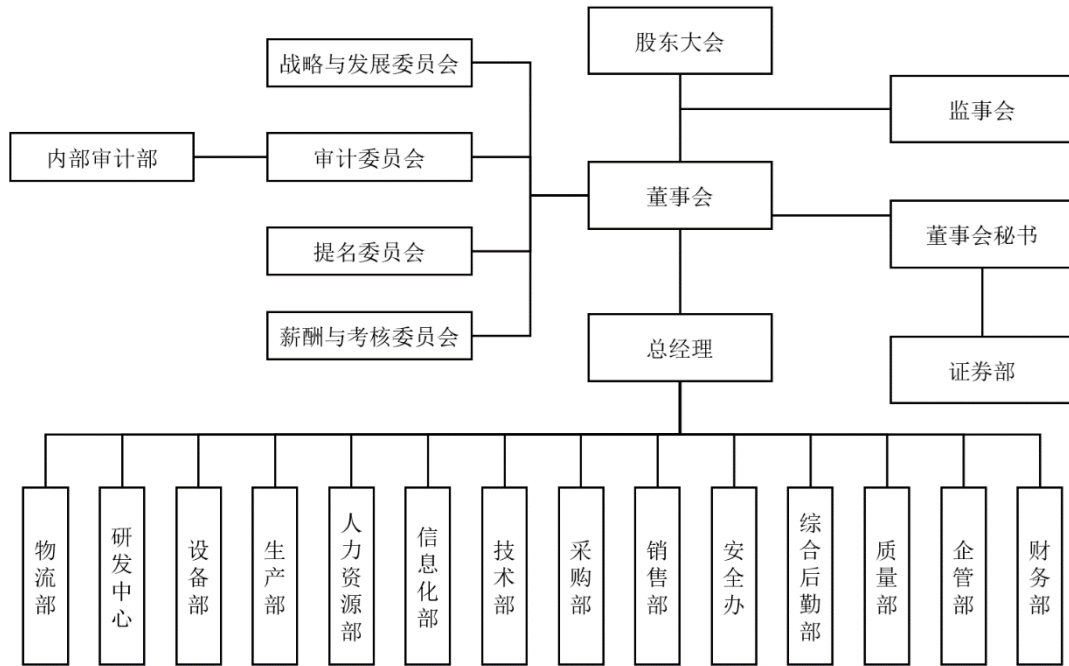 股东大会
战略与发展委员会
监事会
内部审计部
审计委员会
董事会
董事会秘书
提名委员会
薪酬与考核委员会
总经理
证券部
物流部
研发中心
设备部
生产部
人力资源部
信息化部
技术部
采购部
销售部
安全办
综合后勤部
质量部
企管部
财务部